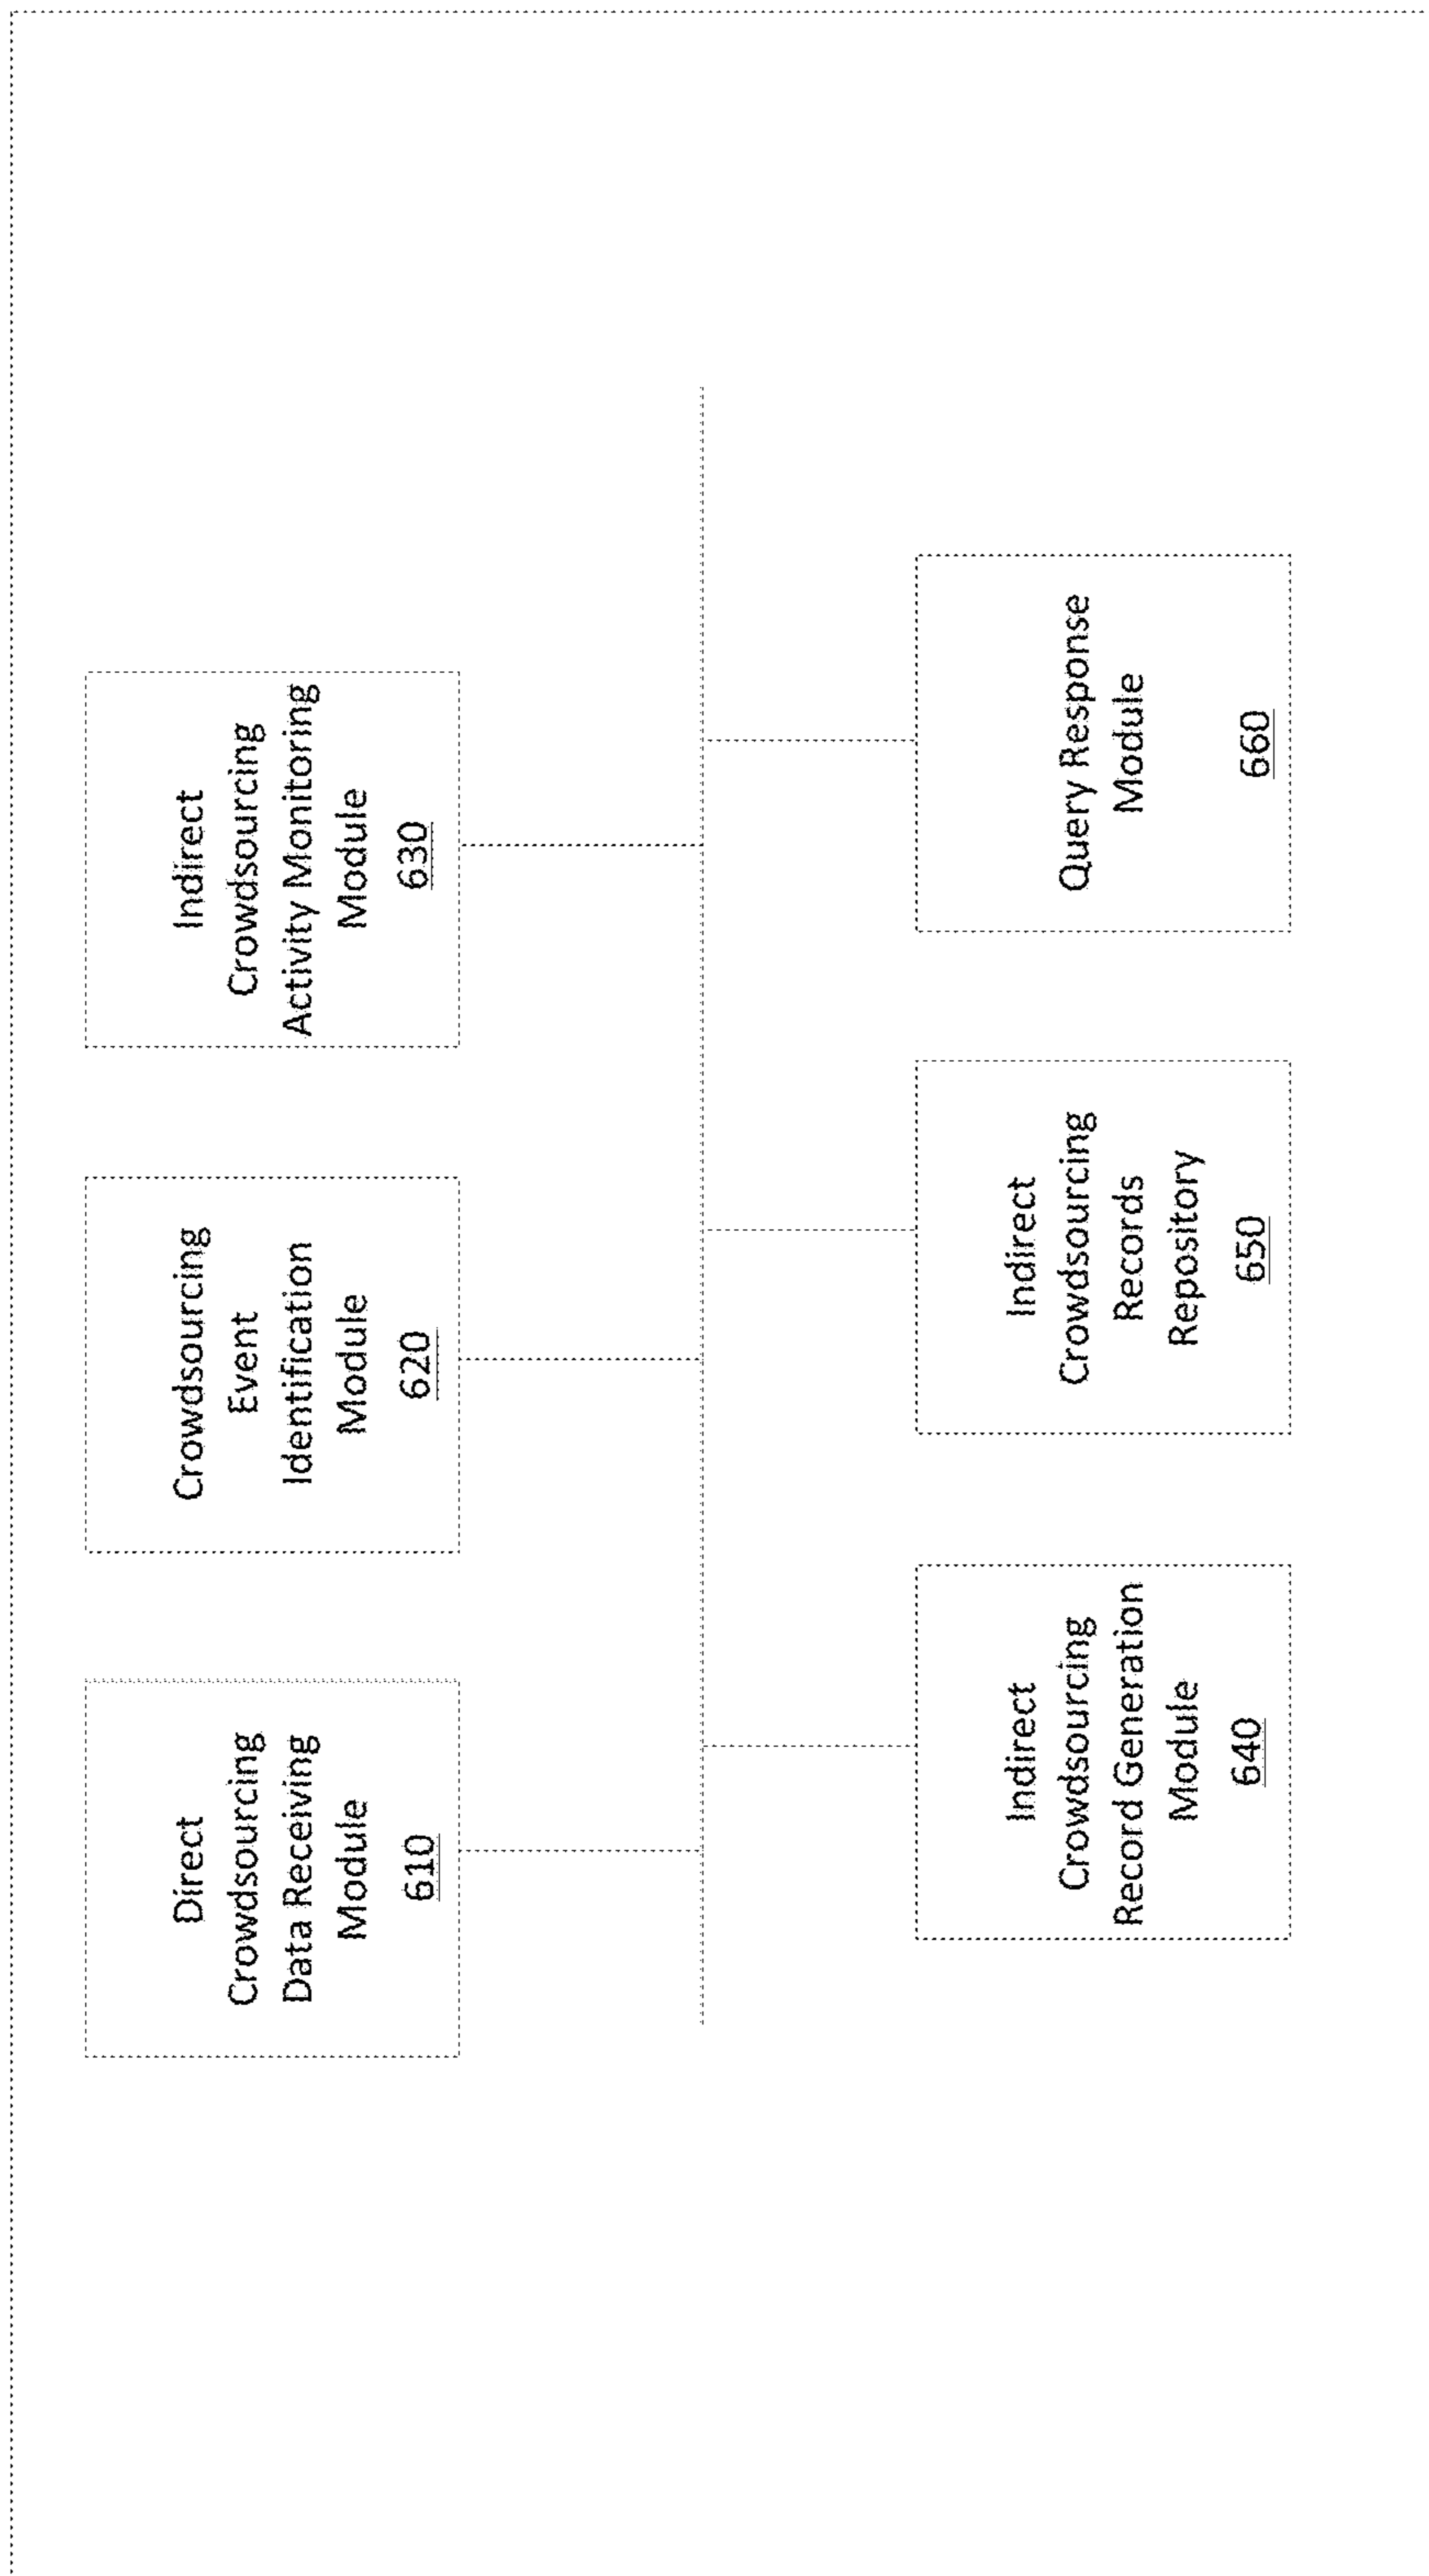 Direct
Crowdsourcing
Data Receiving
Module
610
Crowdsourcing
Event
Identification
Module
620
Indirect
Crowdsourcing
Activity Monitoring
Module
630
Indirect
Crowdsourcing
Record Generation
Module
640
Indirect
Crowdsourcing
Records
Repository
650
Query Response
Module
660